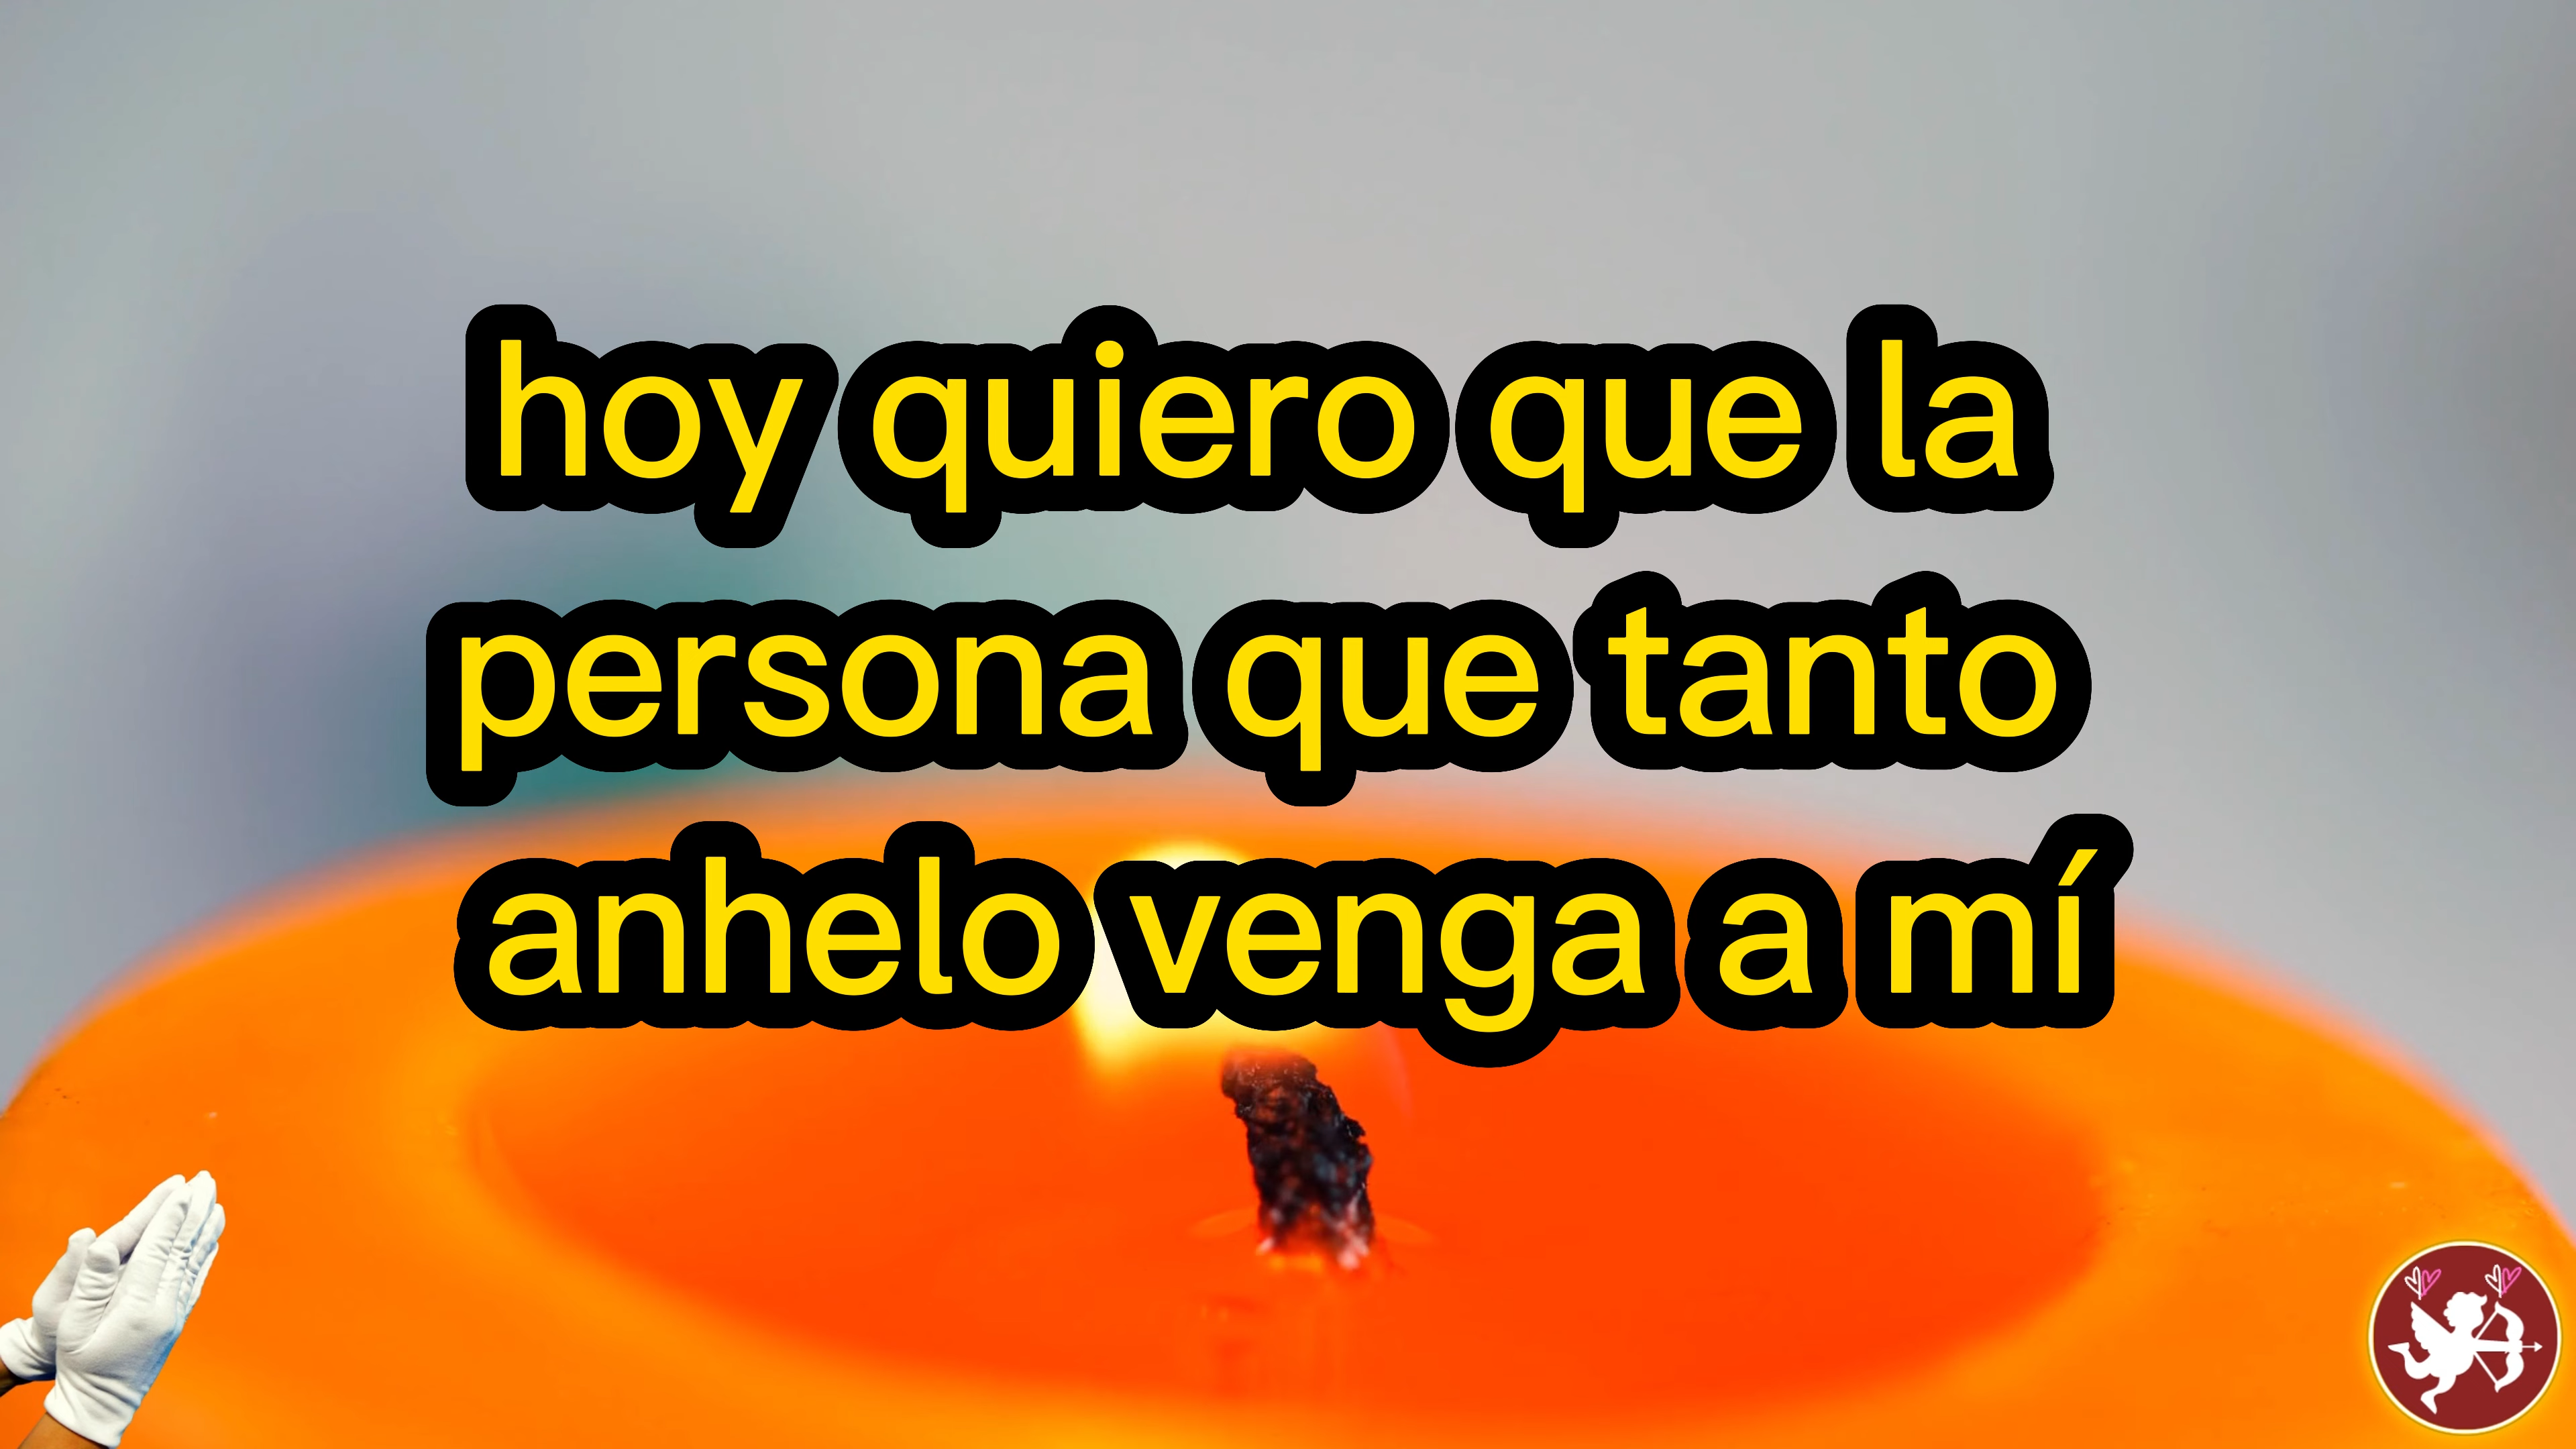 hoy quiero que la
persona que tanto
anhelo venga a mí